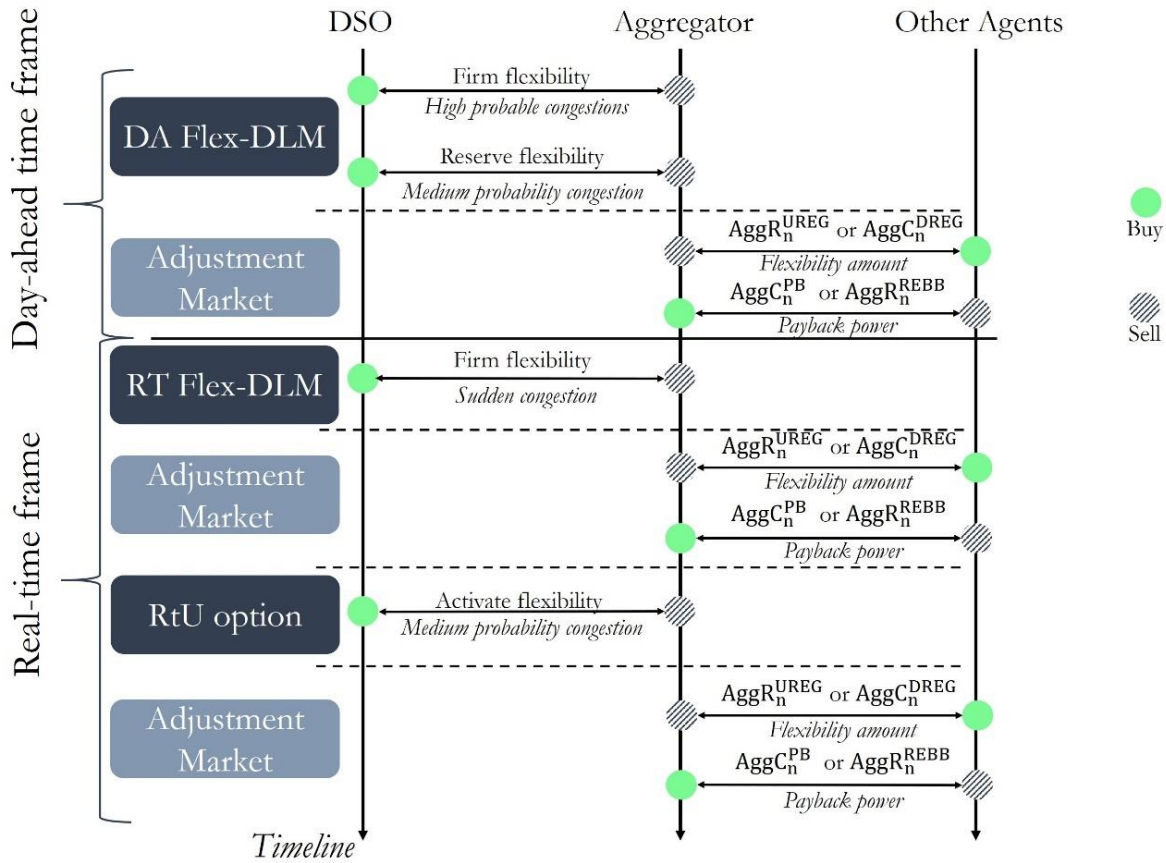 DSO
Aggregator
Other Agents
Day-ahead time frame
DA Flex-DLM
Firm flexibility
High probable congestions
Reserve flexibility
Medium probability congestion
Adjustment
Market
AggR_n^UREG or AggC_n^DREG
Flexibility amount
AggC_n^PB or AggR_n^REBB
Payback power
Buy
Sell
Real-time frame
RT Flex-DLM
Firm flexibility
Sudden congestion
Adjustment
Market
AggR_n^UREG or AggC_n^DREG
Flexibility amount
AggC_n^PB or AggR_n^REBB
Payback power
RtU option
Activate flexibility
Medium probability congestion
Adjustment
Market
AggR_n^UREG or AggC_n^DREG
Flexibility amount
AggC_n^PB or AggR_n^REBB
Payback power
Timeline